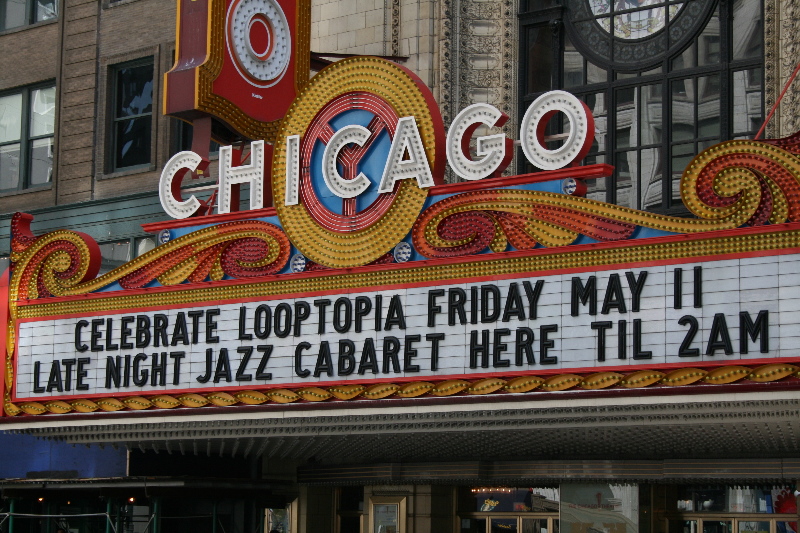 O
CHICAGO
CELEBRATE LOOPTOPIA FRIDAY MAY 11
LATE NIGHT JAZZ CABARET HERE TIL 2AM